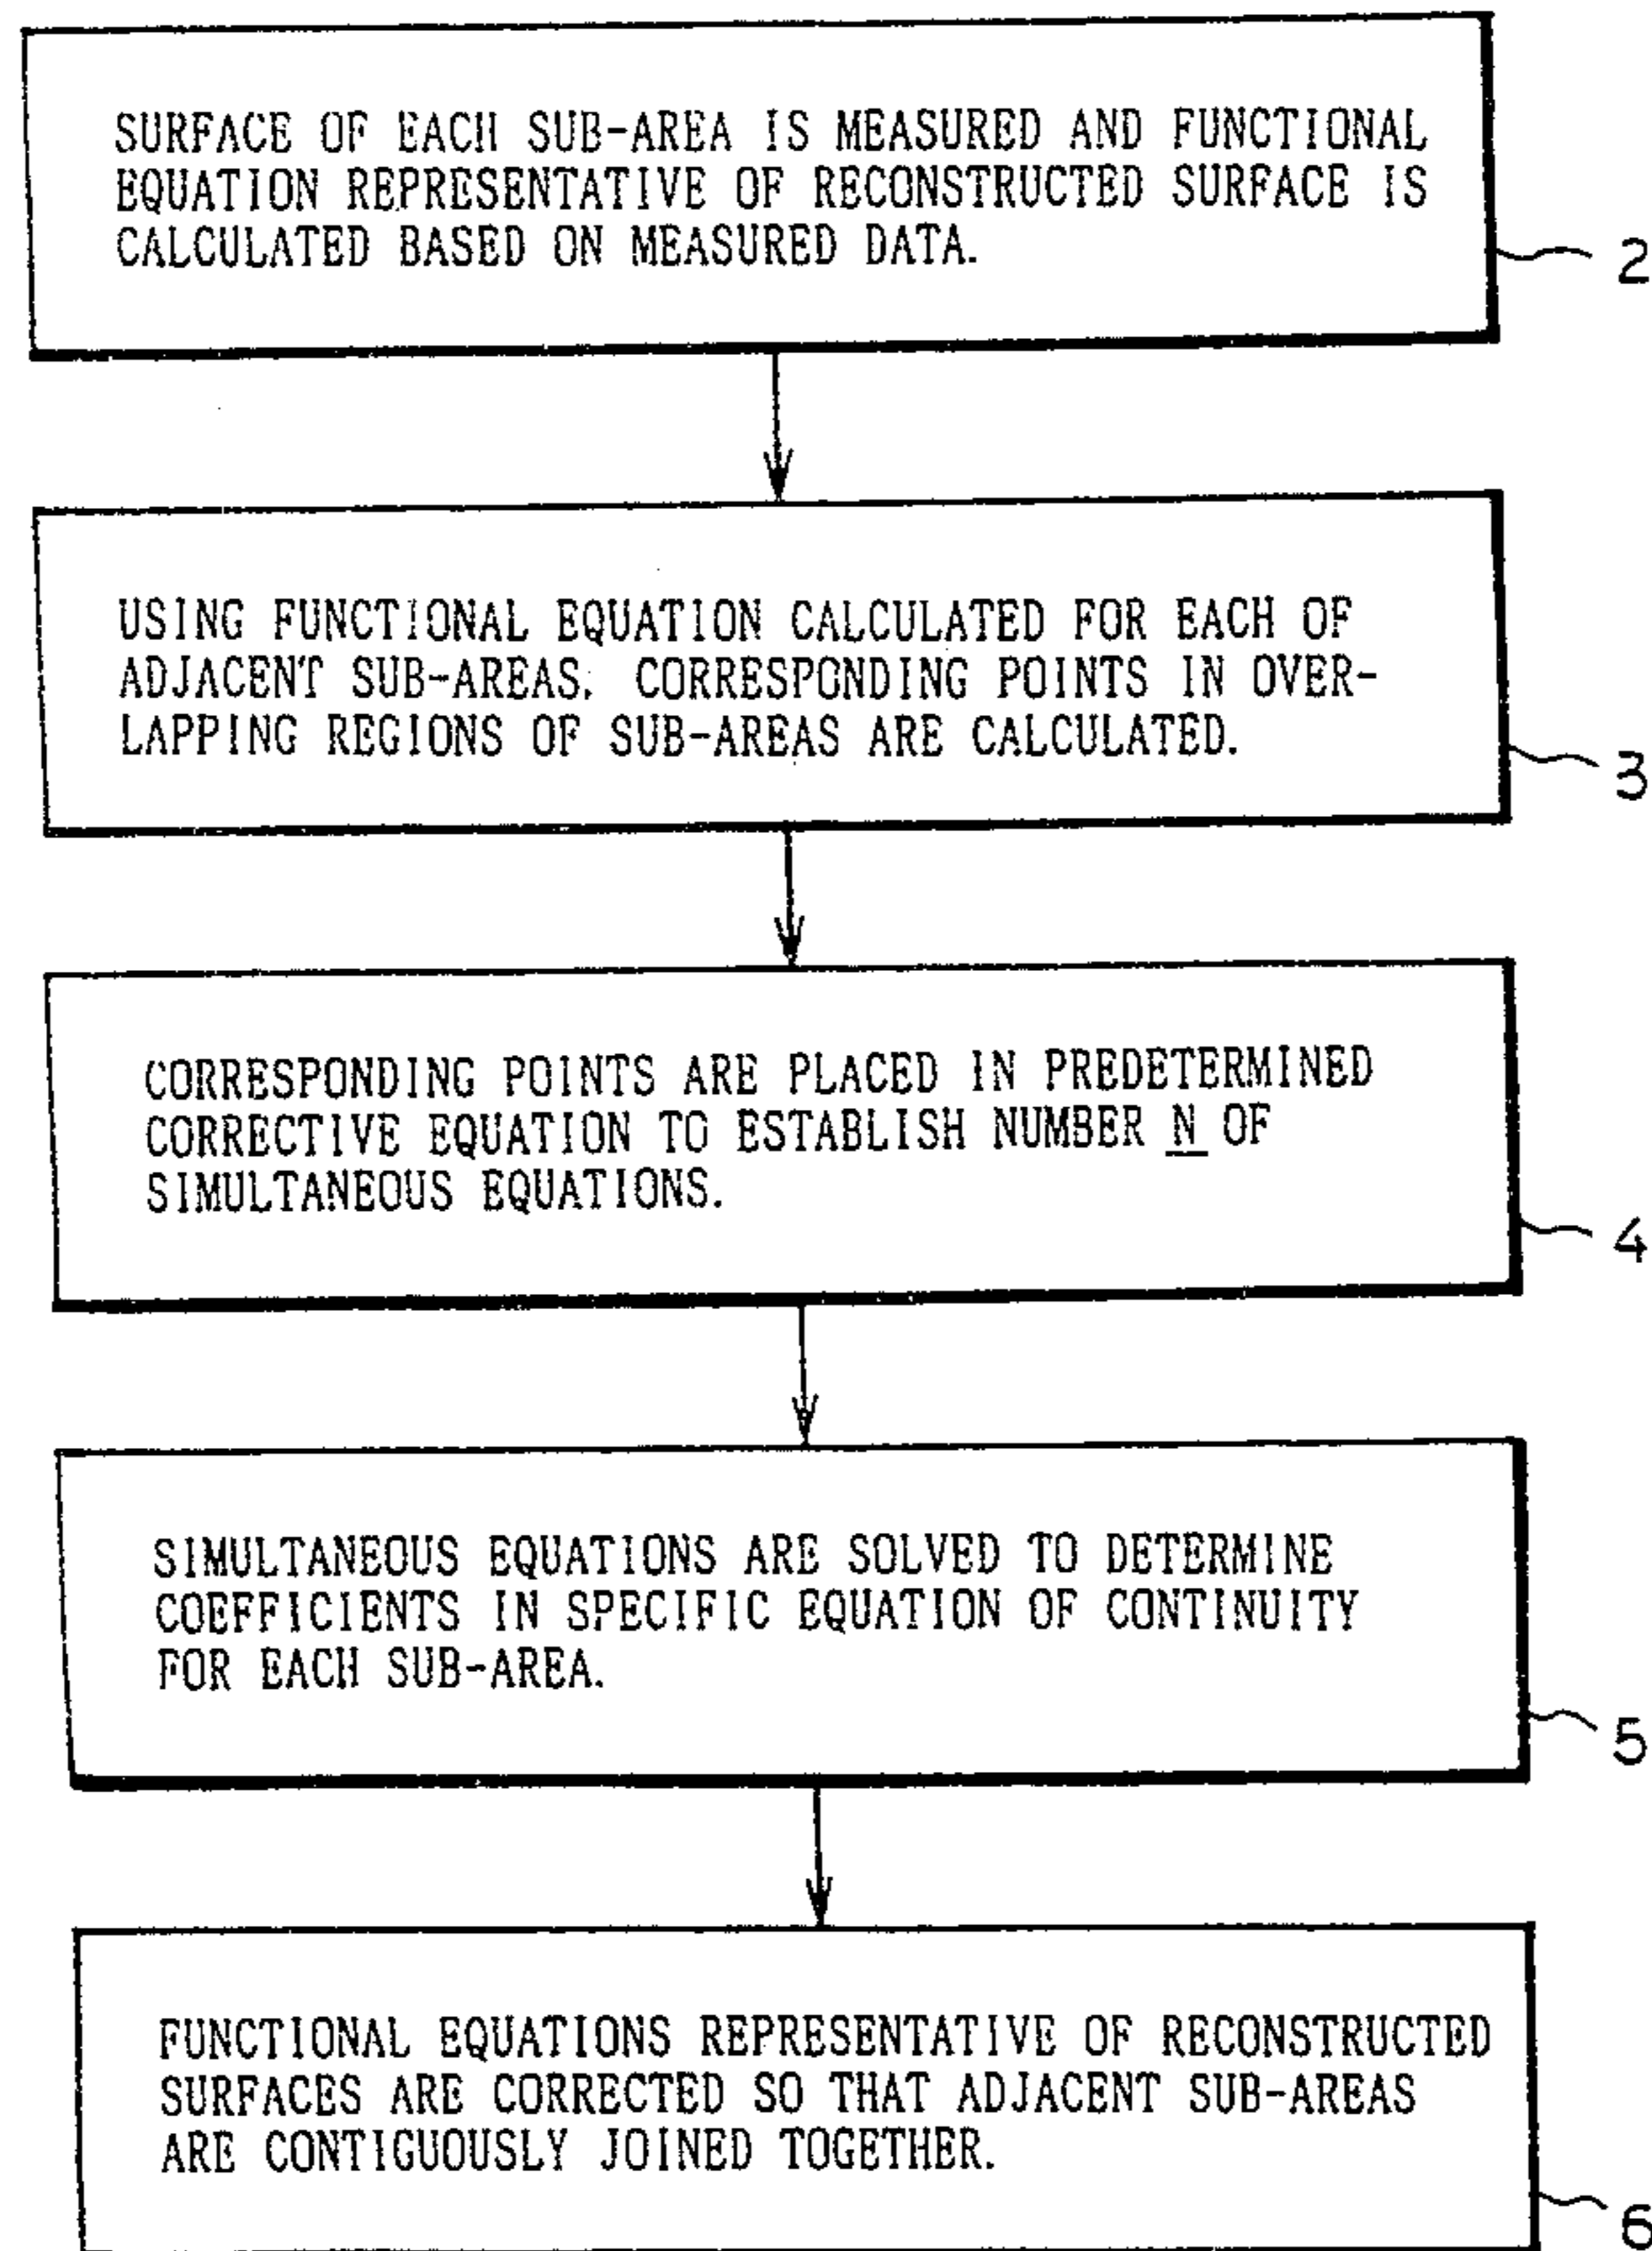 SURFACE OF EACH SUB-AREA IS MEASURED AND FUNCTIONAL
EQUATION REPRESENTATIVE OF RECONSTRUCTED SURFACE IS
CALCULATED BASED ON MEASURED DATA.
2
USING FUNCTIONAL EQUATION CALCULATED FOR EACH OF
ADJACENT SUB-AREAS, CORRESPONDING POINTS IN OVER-
LAPPING REGIONS OF SUB-AREAS ARE CALCULATED.
3
CORRESPONDING POINTS ARE PLACED IN PREDETERMINED
CORRECTIVE EQUATION TO ESTABLISH NUMBER N OF
SIMULTANEOUS EQUATIONS.
4
SIMULTANEOUS EQUATIONS ARE SOLVED TO DETERMINE
COEFFICIENTS IN SPECIFIC EQUATION OF CONTINUITY
FOR EACH SUB-AREA.
5
FUNCTIONAL EQUATIONS REPRESENTATIVE OF RECONSTRUCTED
SURFACES ARE CORRECTED SO THAT ADJACENT SUB-AREAS
ARE CONTIGUOUSLY JOINED TOGETHER.
6